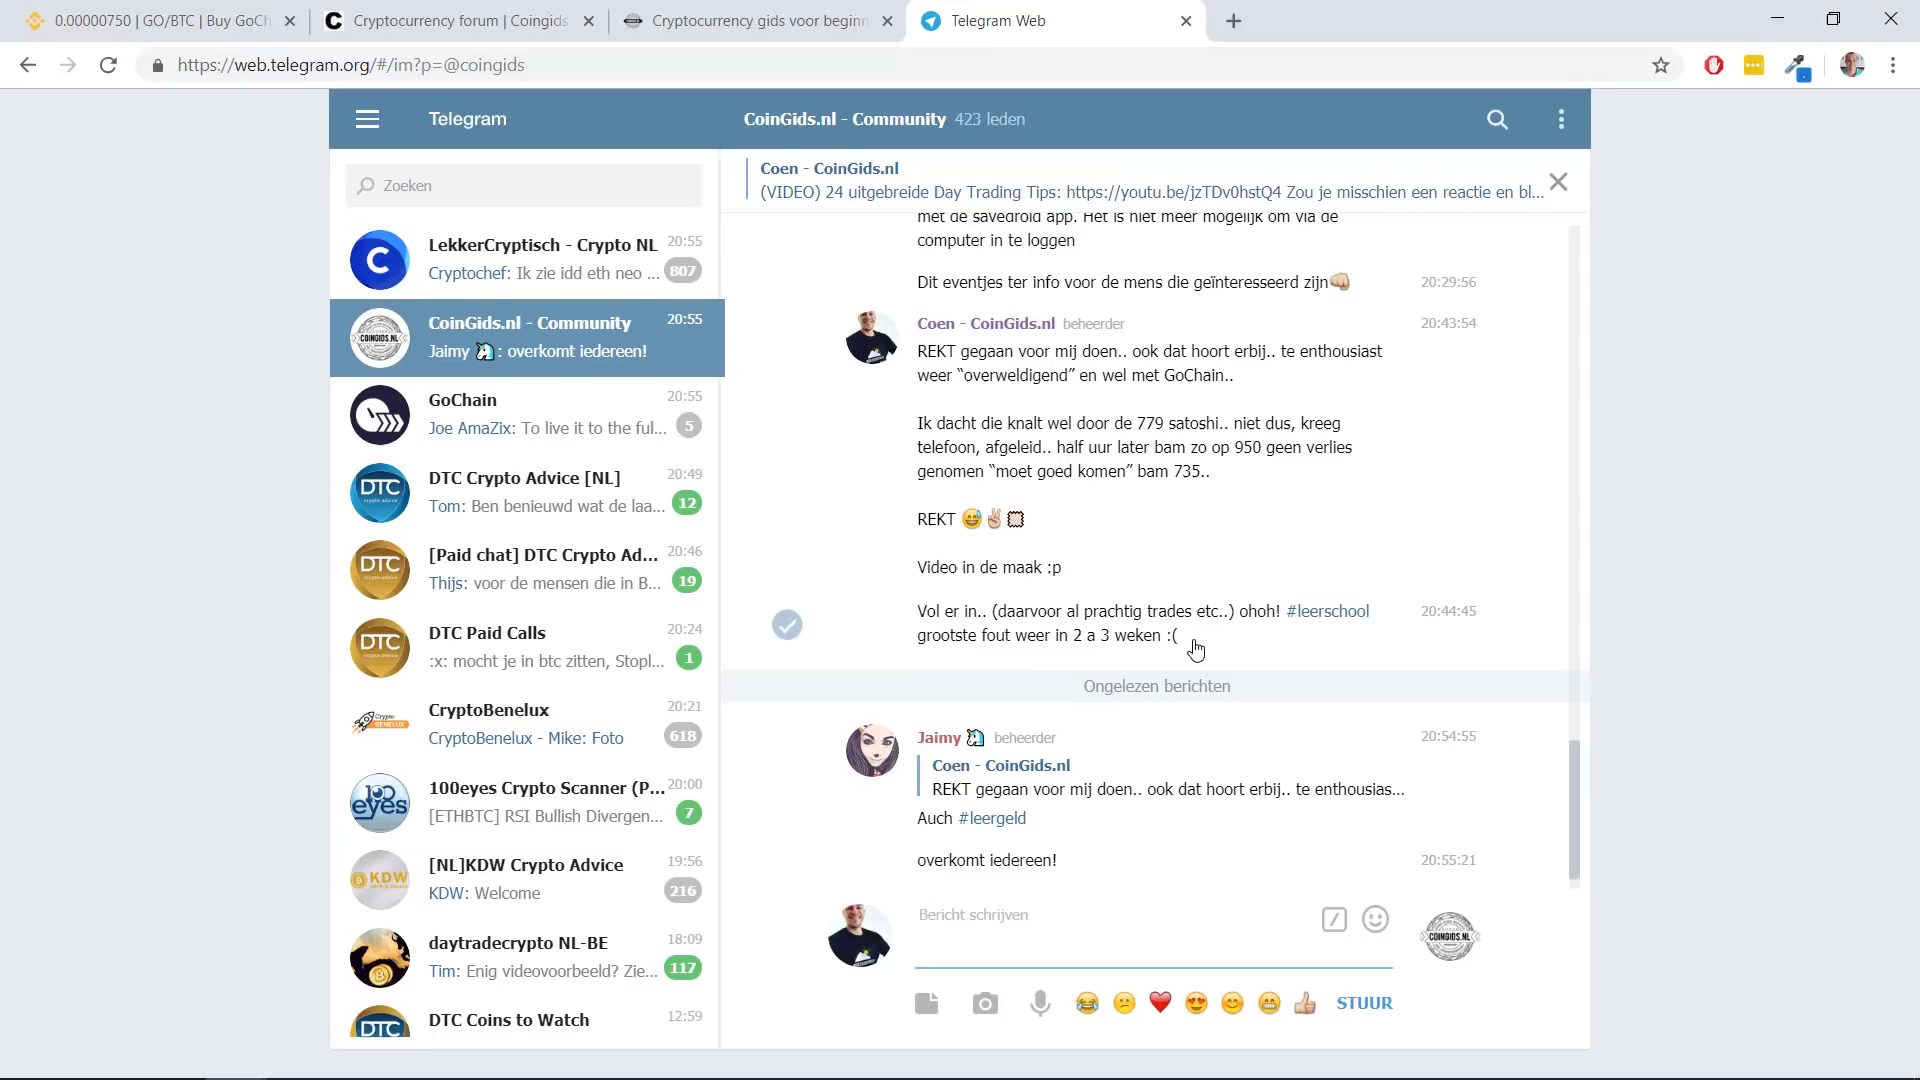 0.00000750 | GO/BTC | Buy GoCh
Cryptocurrency forum | Coingids
Cryptocurrency gids voor beginn
Telegram Web
https://web.telegram.org/#/im?p=@coingids
Telegram
CoinGids.nl - Community 423 leden
Zoeken
LekkerCryptisch - Crypto NL 20:55
Cryptochef: Ik zie idd eth neo ... 807
CoinGids.nl - Community 20:55
Jaimy 🦄: overkomt iedereen!
GoChain 20:55
Joe AmaZix: To live it to the ful... 5
DTC Crypto Advice [NL] 20:49
Tom: Ben benieuwd wat de laa... 12
[Paid chat] DTC Crypto Ad... 20:46
Thijs: voor de mensen die in B... 19
DTC Paid Calls 20:24
:x: mocht je in btc zitten, Stopl... 1
CryptoBenelux 20:21
CryptoBenelux - Mike: Foto 618
100eyes Crypto Scanner (P... 20:00
[ETHBTC] RSI Bullish Divergen... 7
[NL]KDW Crypto Advice 19:56
KDW: Welcome 216
daytradecrypto NL-BE 18:09
Tim: Enig videovoorbeeld? Zie... 117
DTC Coins to Watch 12:59
Coen - CoinGids.nl
(VIDEO) 24 uitgebreide Day Trading Tips: https://youtu.be/jzTDv0hstQ4 Zou je misschien een reactie en bl...
met de savedroid app. Het is niet meer mogelijk om via de
computer in te loggen
Dit eventjes ter info voor de mens die geïnteresseerd zijn👊🏼 20:29:56
Coen - CoinGids.nl beheerder 20:43:54
REKT gegaan voor mij doen.. ook dat hoort erbij.. te enthousiast
weer “overweldigend” en wel met GoChain..
Ik dacht die knalt wel door de 779 satoshi.. niet dus, kreeg
telefoon, afgeleid.. half uur later bam zo op 950 geen verlies
genomen “moet goed komen” bam 735..
REKT 😅✌🏻
Video in de maak :p
Vol er in.. (daarvoor al prachtig trades etc..) ohoh! #leerschool 20:44:45
grootste fout weer in 2 a 3 weken :(
Ongelezen berichten
Jaimy 🦄 beheerder 20:54:55
Coen - CoinGids.nl
REKT gegaan voor mij doen.. ook dat hoort erbij.. te enthousias...
Auch #leergeld
overkomt iedereen! 20:55:21
Bericht schrijven
COINGIDS.NL
STUUR